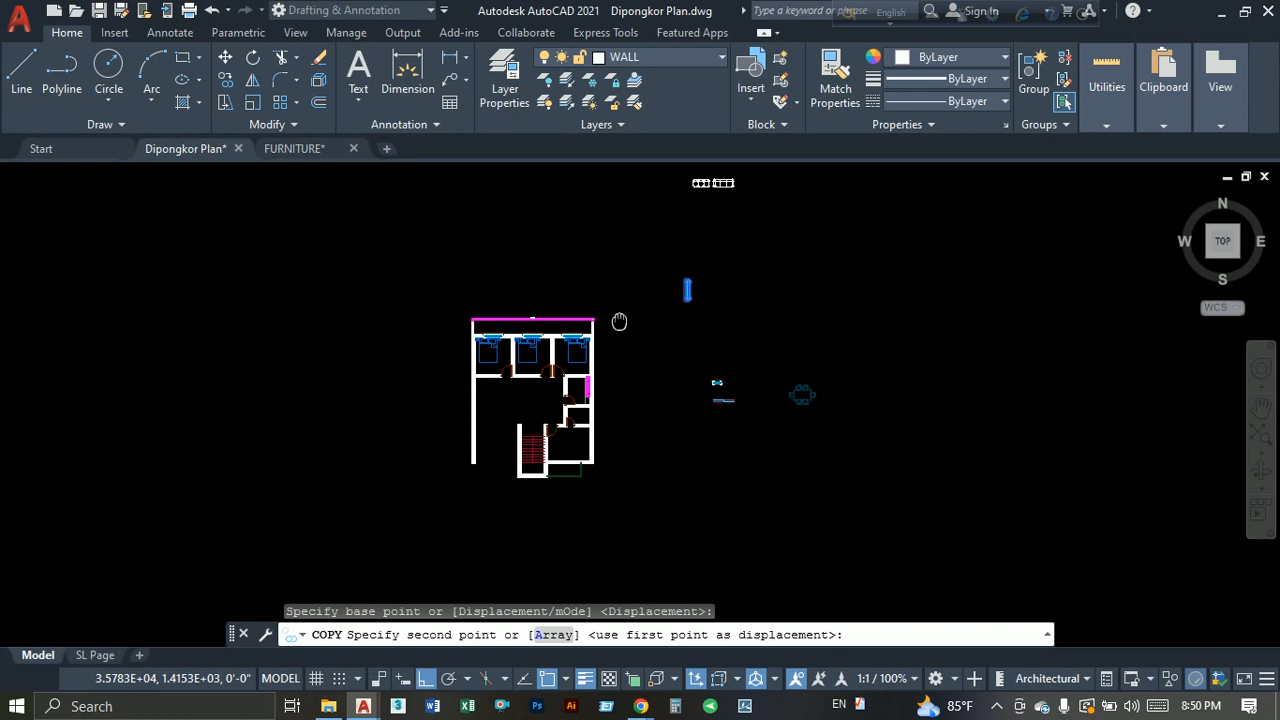 Drafting & Annotation
Autodesk AutoCAD 2021 Dipongkor Plan.dwg
Type a keyword or phrase
English
Sign In
Home Insert Annotate Parametric View Manage Output Add-ins Collaborate Express Tools Featured Apps
WALL
ByLayer
Line Polyline Circle Arc
Text Dimension
Layer Properties
Insert
Match Properties
ByLayer
ByLayer
Group
Utilities Clipboard View
Draw Modify Annotation Layers Block Properties Groups
Start Dipongkor Plan* FURNITURE*
N
W TOP E
S
WCS
Specify base point or [Displacement/mOde] <Displacement>:
COPY Specify second point or [Array] <use first point as displacement>:
Model SL Page
3.5783E+04, 1.4153E+03, 0'-0" MODEL 1:1 / 100% Architectural
Search 85°F EN 8:50 PM